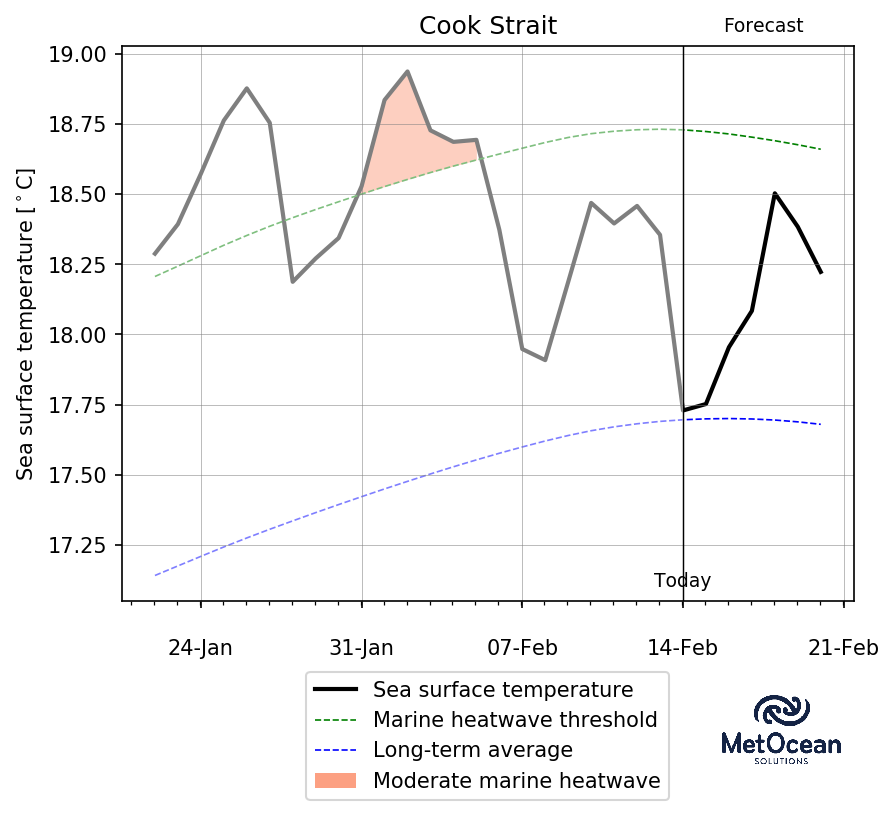 Cook Strait
Forecast
19.00
18.75
18.50
18.25
18.00
17.75
17.50
17.25
Sea surface temperature [°C]
Today
24-Jan 31-Jan 07-Feb 14-Feb 21-Feb
Sea surface temperature
Marine heatwave threshold
Long-term average
Moderate marine heatwave
MetOcean
SOLUTIONS